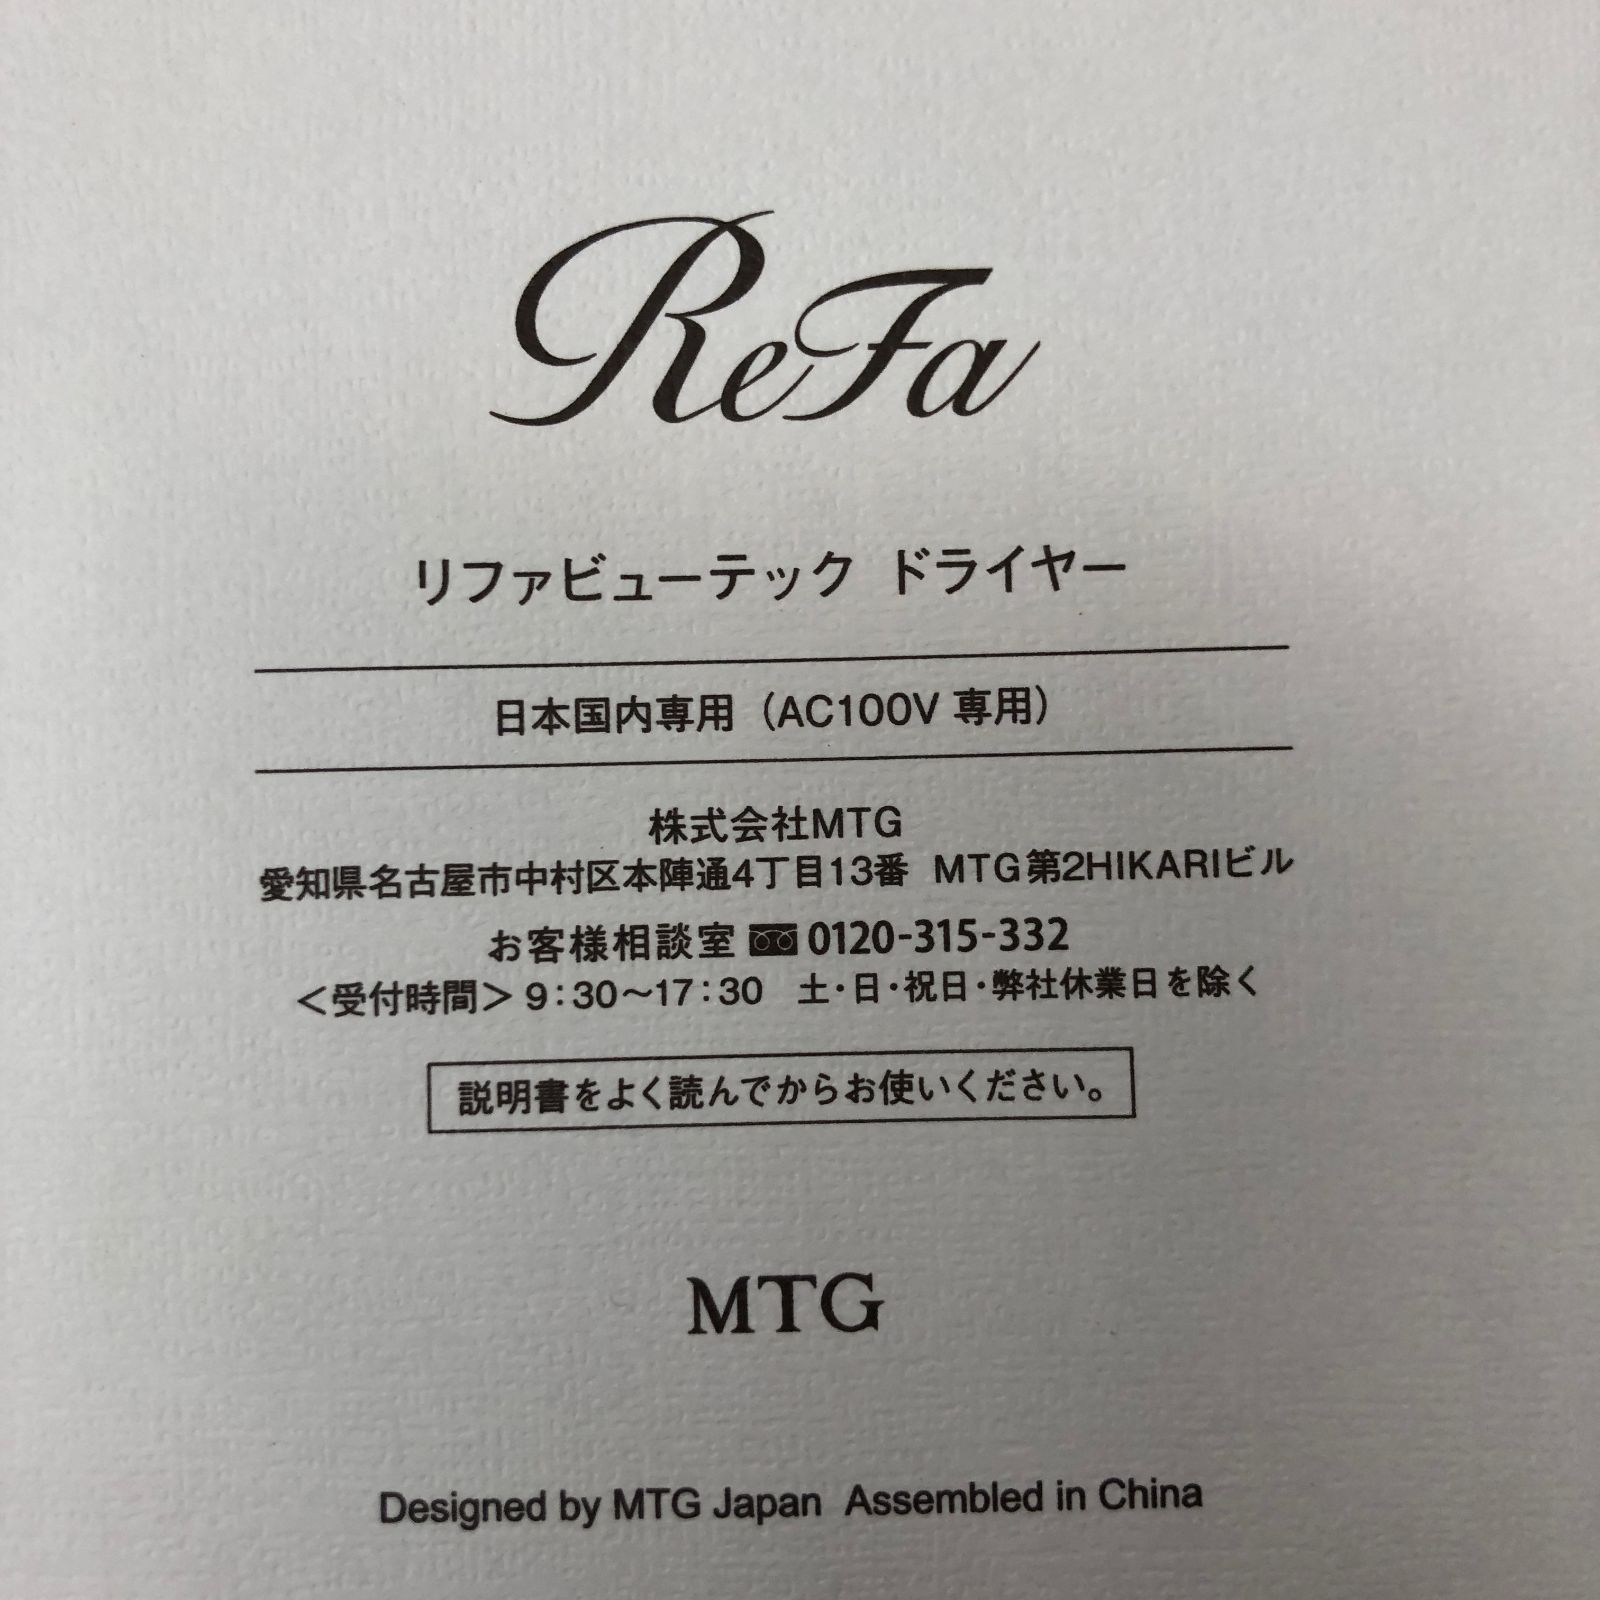 ReFa
リファビューテック ドライヤー
日本国内専用（AC100V 専用）
株式会社MTG
愛知県名古屋市中村区本陣通4丁目13番 MTG第2HIKARIビル
お客様相談室 0120-315-332
＜受付時間＞9：30～17：30 土・日・祝日・弊社休業日を除く
説明書をよく読んでからお使いください。
MTG
Designed by MTG Japan Assembled in China